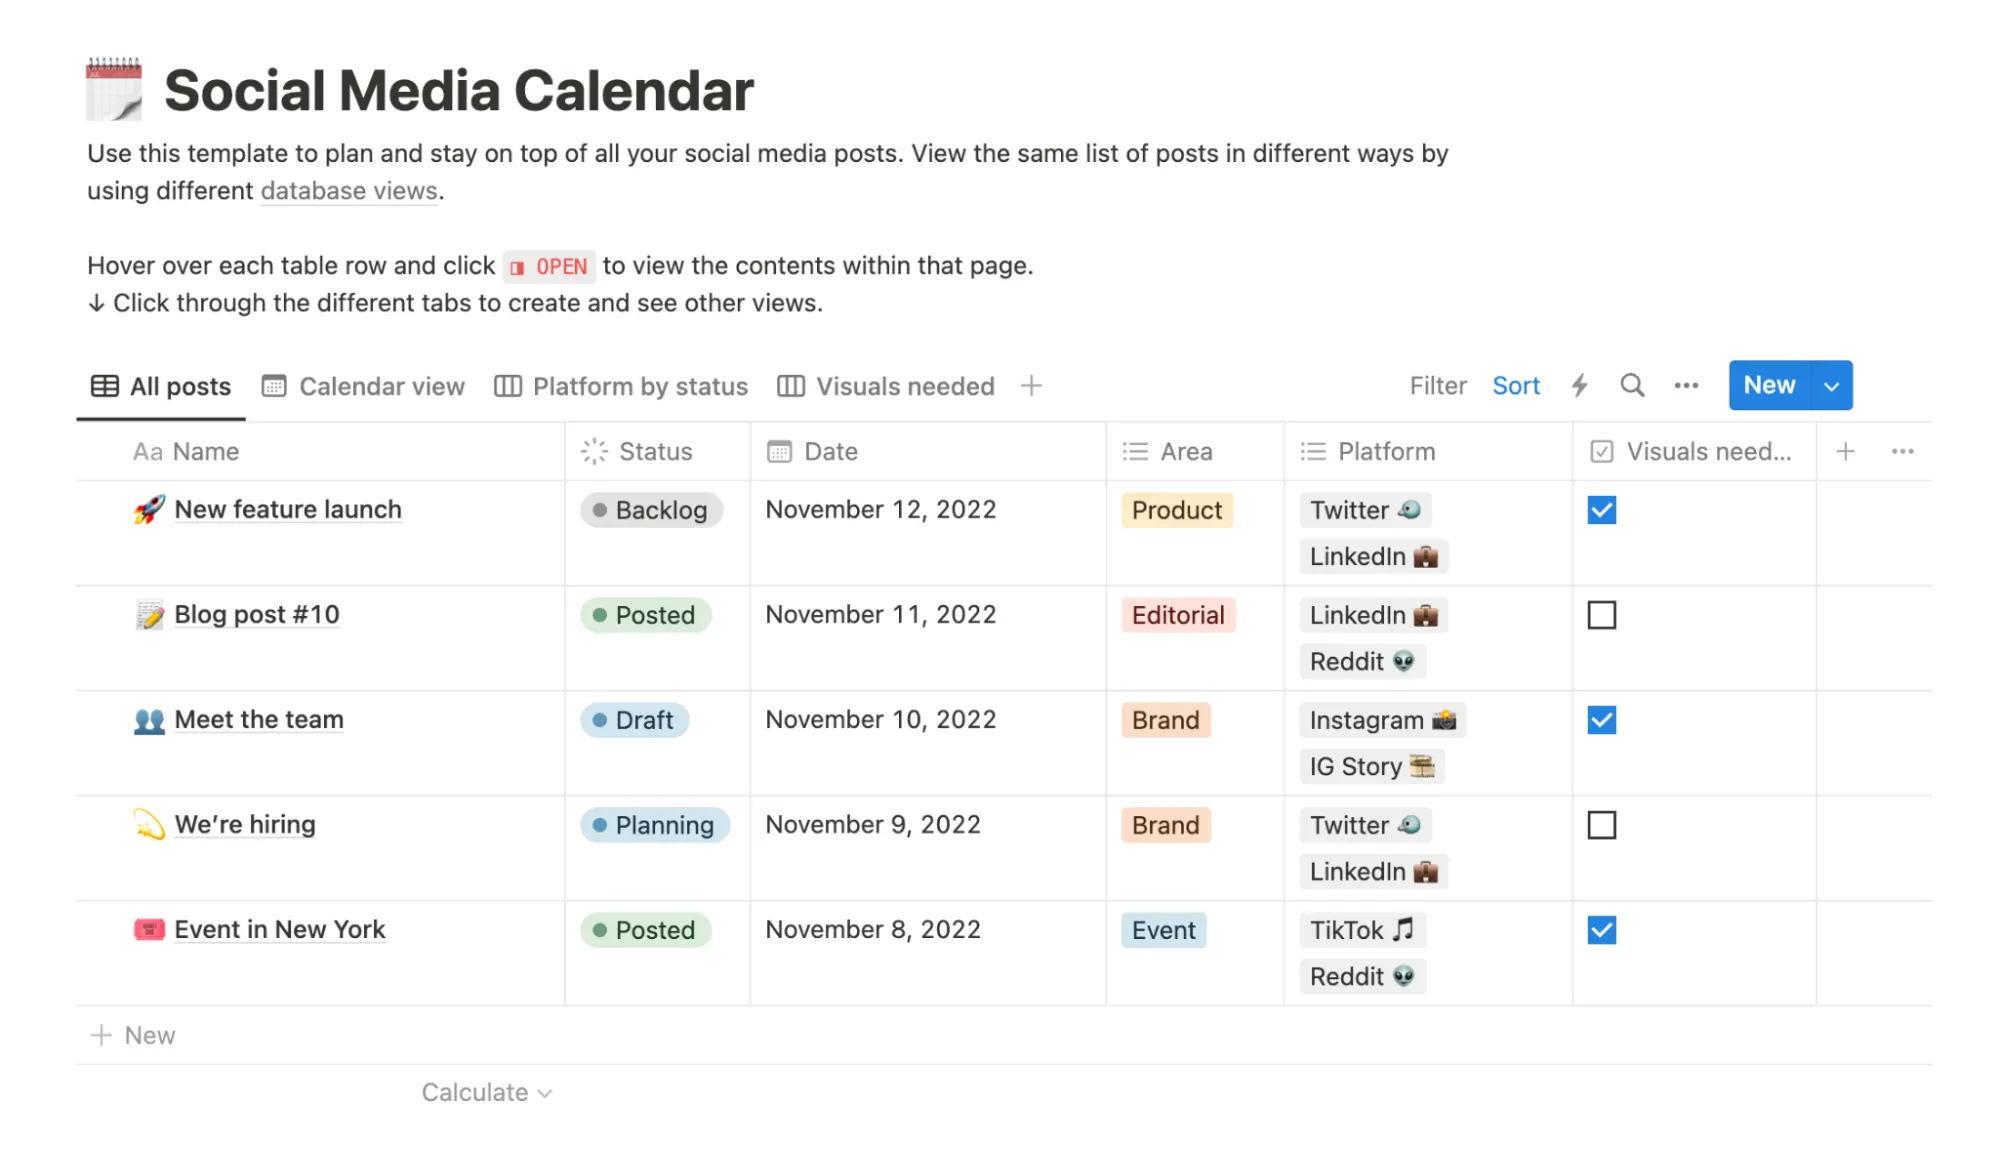 Social Media Calendar
Use this template to plan and stay on top of all your social media posts. View the same list of posts in different ways by
using different database views.
Hover over each table row and click OPEN to view the contents within that page.
↓ Click through the different tabs to create and see other views.
All posts Calendar view Platform by status Visuals needed + Filter Sort ••• New
Aa Name Status Date Area Platform Visuals need... + •••
New feature launch Backlog November 12, 2022 Product Twitter
LinkedIn
Blog post #10 Posted November 11, 2022 Editorial LinkedIn
Reddit
Meet the team Draft November 10, 2022 Brand Instagram
IG Story
We’re hiring Planning November 9, 2022 Brand Twitter
LinkedIn
Event in New York Posted November 8, 2022 Event TikTok
Reddit
+ New
Calculate